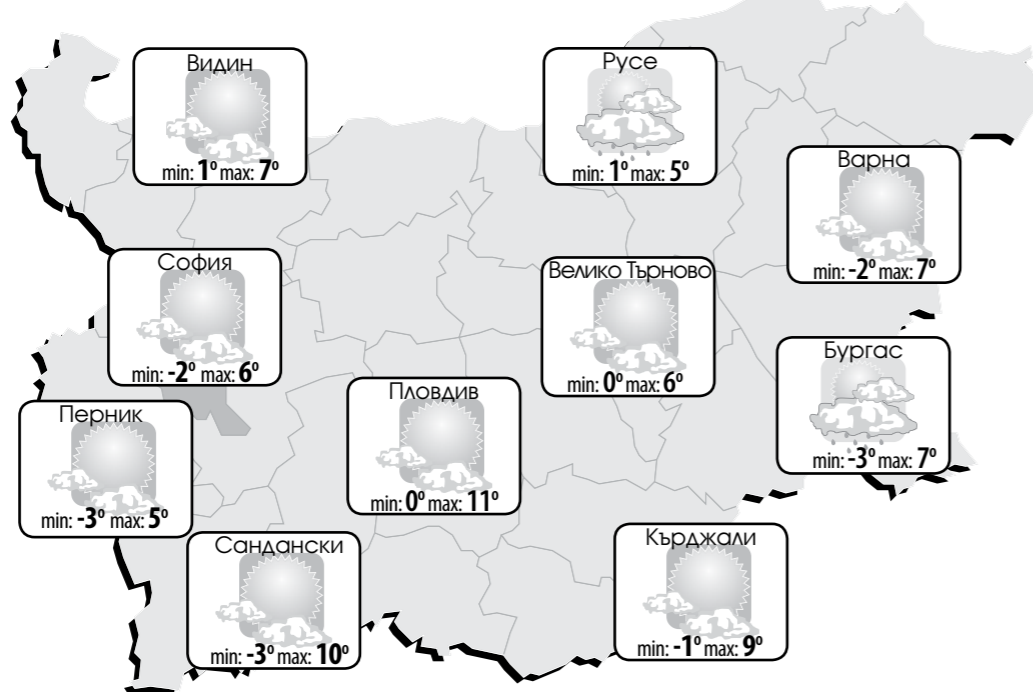 Видин
min: 1° max: 7°
Русе
min: 1° max: 5°
Варна
min: -2° max: 7°
София
min: -2° max: 6°
Велико Търново
min: 0° max: 6°
Бургас
min: -3° max: 7°
Пловдив
min: 0° max: 11°
Перник
min: -3° max: 5°
Сандански
min: -3° max: 10°
Кърджали
min: -1° max: 9°